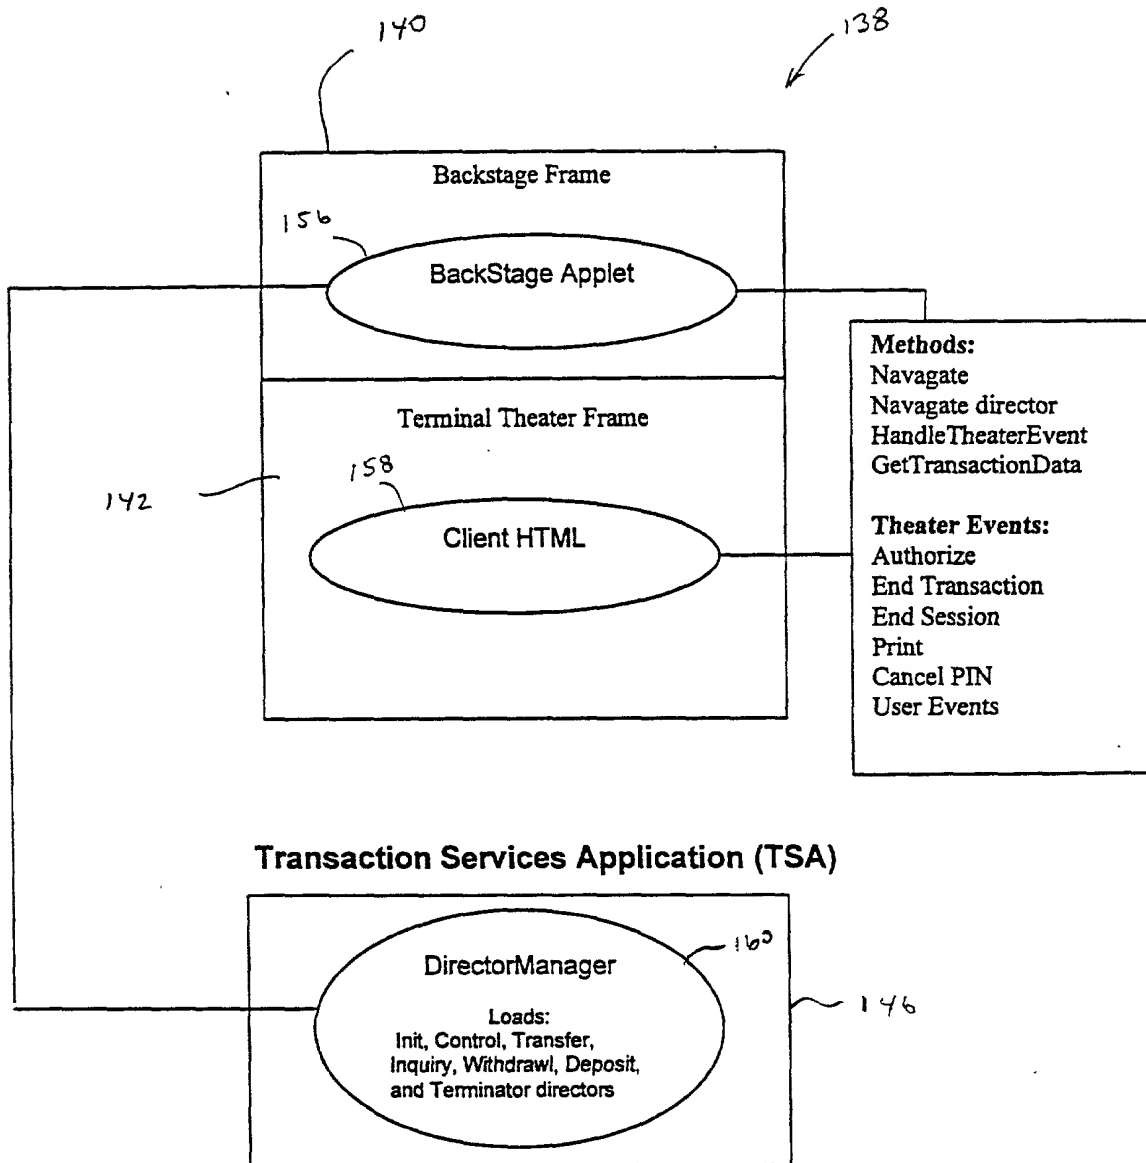 140
138
Backstage Frame
156
BackStage Applet
Methods:
Navagate
Navagate director
HandleTheaterEvent
GetTransactionData
Theater Events:
Authorize
End Transaction
End Session
Print
Cancel PIN
User Events
Terminal Theater Frame
142
158
Client HTML
Transaction Services Application (TSA)
160
DirectorManager
146
Loads:
Init, Control, Transfer,
Inquiry, Withdrawl, Deposit,
and Terminator directors